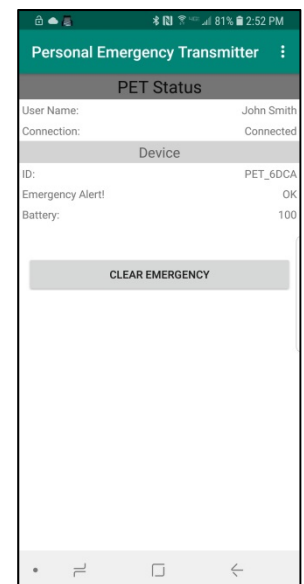 81% 2:52 PM
Personal Emergency Transmitter
PET Status
User Name: John Smith
Connection: Connected
Device
ID: PET_6DCA
Emergency Alert! OK
Battery: 100
CLEAR EMERGENCY